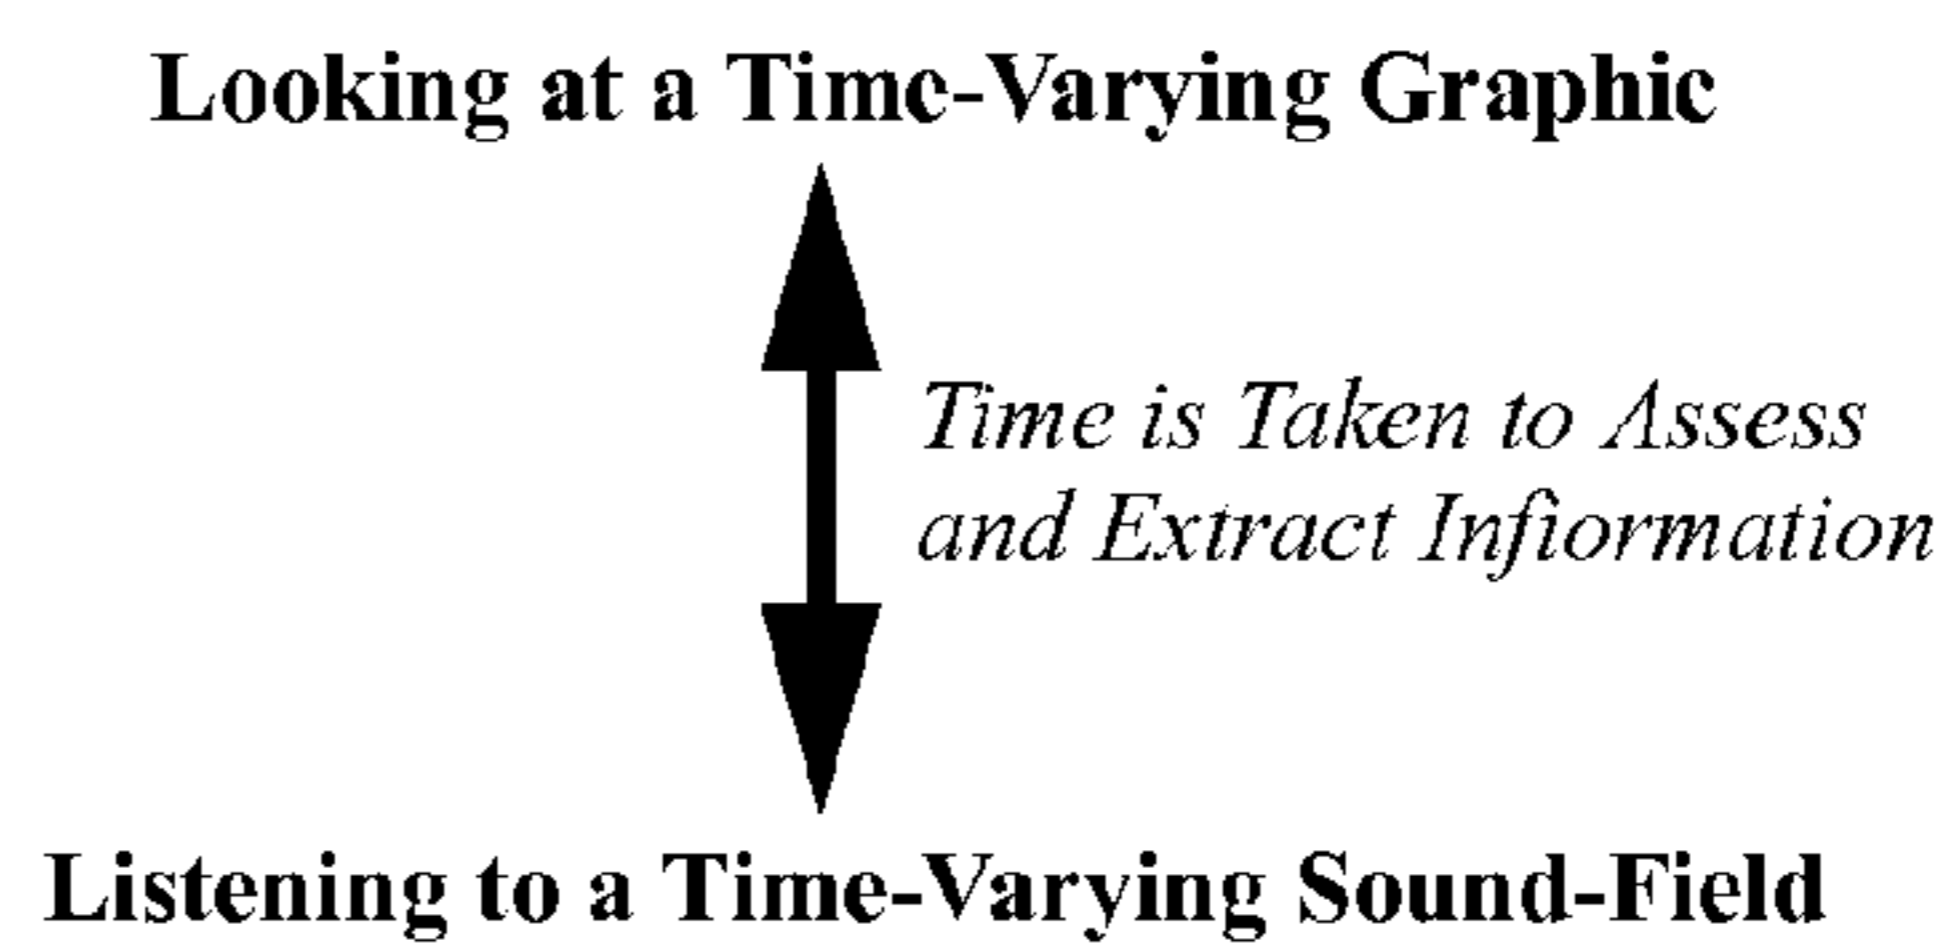 Looking at a Time-Varying Graphic
Time is Taken to Assess
and Extract Infiormation
Listening to a Time-Varying Sound-Field